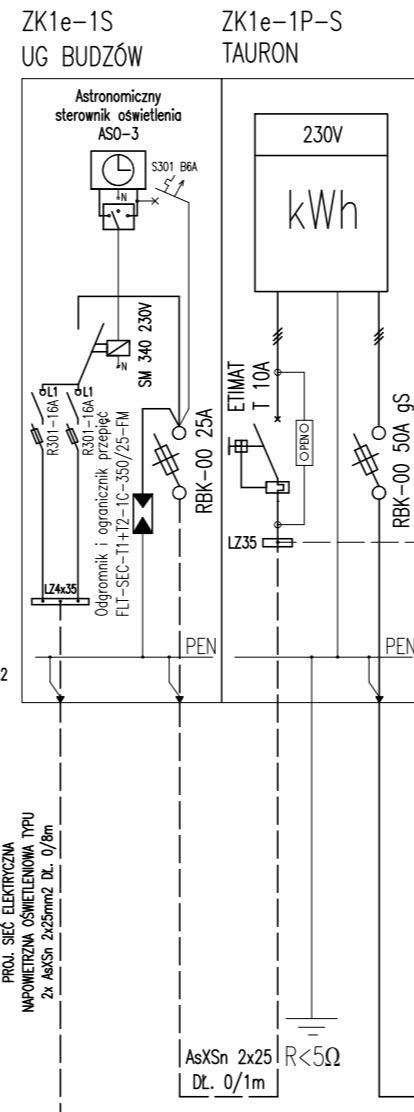 ZK1e-1S
UG BUDZÓW
ZK1e-1P-S
TAURON
Astronomiczny
sterownik oświetlenia
ASO-3
S301 B6A
N
SM 340 230V
N
L1
L1
R301-16A
R301-16A
Odgromnik i ogranicznik przepięć
FLT-SEC-T1+T2-1C-350/25-FM
RBK-00 25A
LZ4x35
PEN
2
230V
kWh
ETIMAT
T 10A
PEN
LZ35
RBK-00 50A gS
PEN
PROJ. SIEĆ ELEKTRYCZNA
NAPOWIETRZNA OŚWIETLENIOWA TYPU
2x AsXSn 2x25mm2 DŁ. 0/8m
AsXSn 2x25
DŁ. 0/1m
R<5Ω